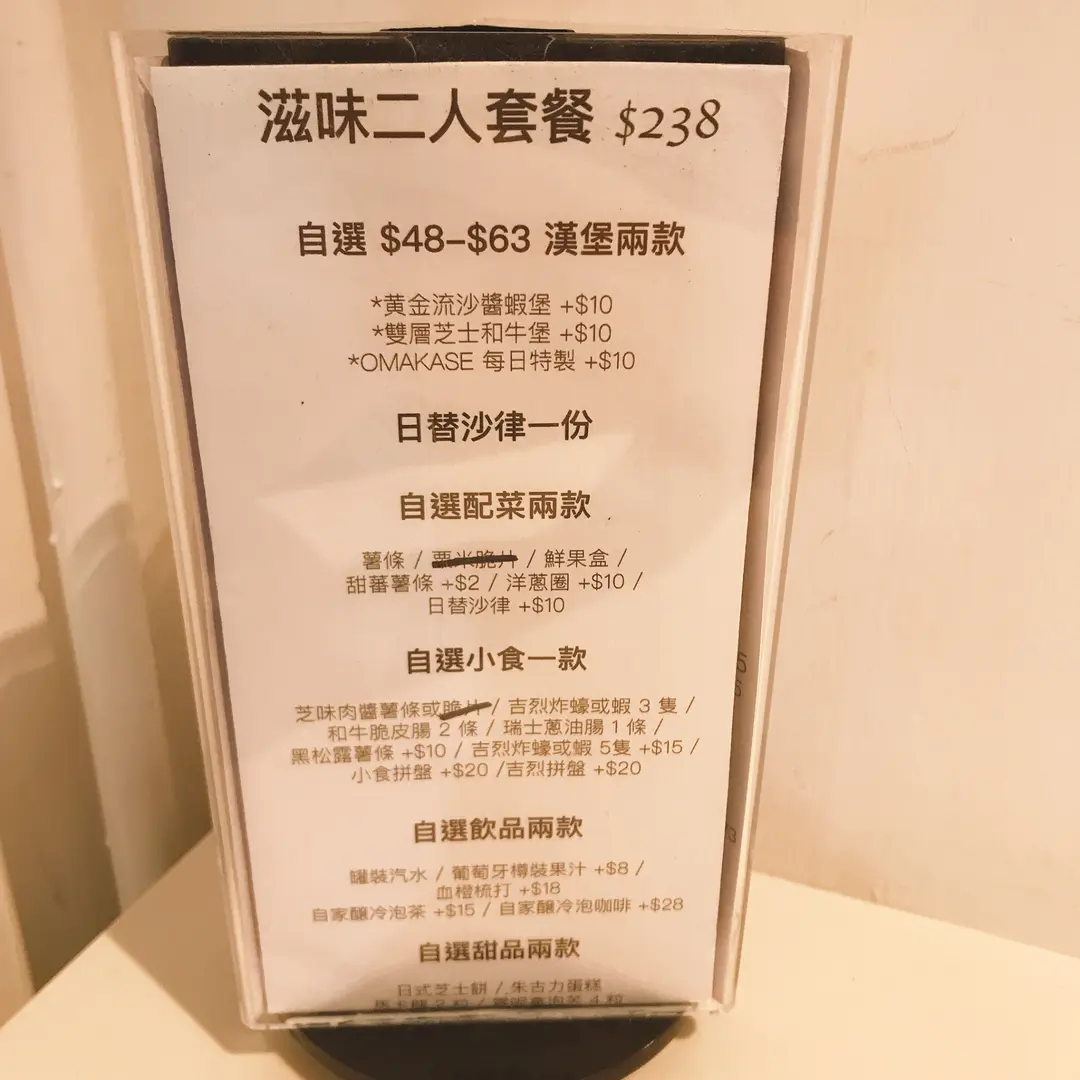 滋味二人套餐 $238
自選 $48-$63 漢堡兩款
*黃金流沙醬蝦堡 +$10
*雙層芝士和牛堡 +$10
*OMAKASE 每日特製 +$10
日替沙律一份
自選配菜兩款
薯條 / 粟米脆片 / 鮮果盒 /
甜蕃薯條 +$2 / 洋蔥圈 +$10 /
日替沙律 +$10
自選小食一款
芝味肉醬薯條或脆片 / 吉烈炸蠔或蝦 3 隻 /
和牛脆皮腸 2 條 / 瑞士蔥油腸 1 條 /
黑松露薯條 +$10 / 吉烈炸蠔或蝦 5隻 +$15 /
小食拼盤 +$20 /吉烈拼盤 +$20
自選飲品兩款
罐裝汽水 / 葡萄牙樽裝果汁 +$8 /
血橙梳打 +$18
自家釀冷泡茶 +$15 / 自家釀冷泡咖啡 +$28
自選甜品兩款
日式芝士餅 / 朱古力蛋糕
馬卡龍 2 粒 / 泡芙 4 粒